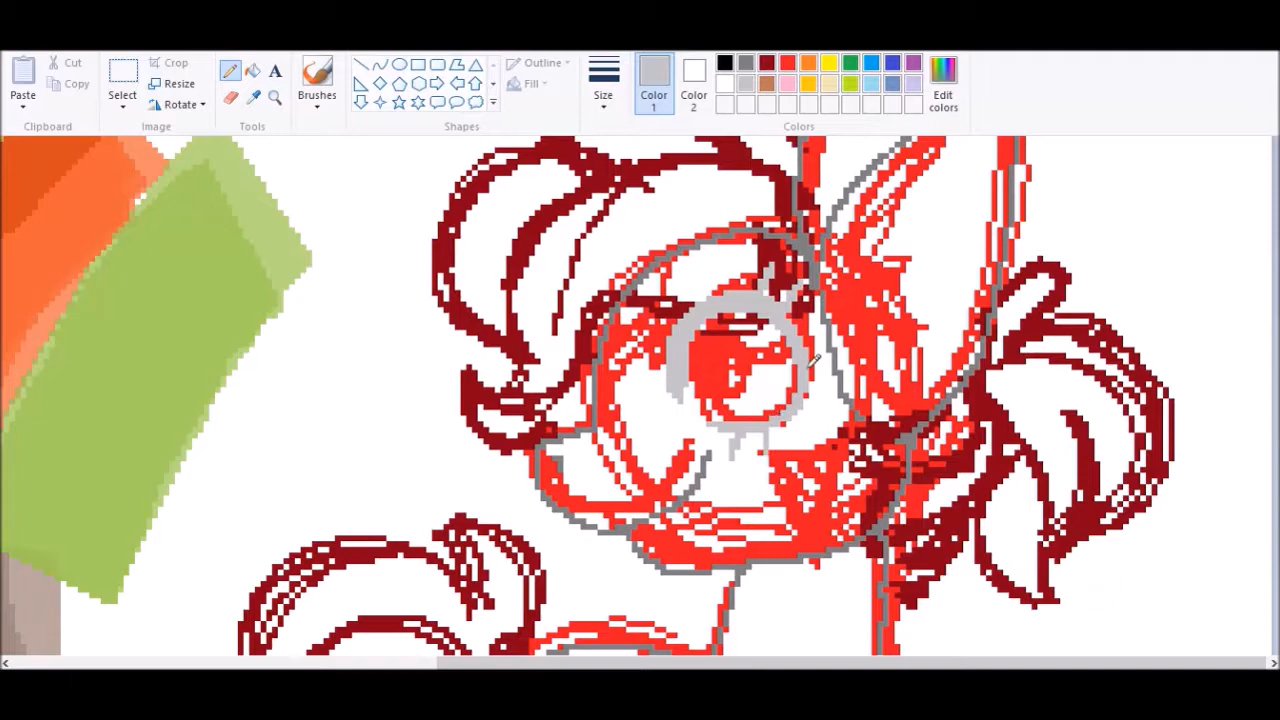 Paste
Cut
Copy
Clipboard
Select
Crop
Resize
Rotate
Image
A
Tools
Brushes
Outline
Fill
Shapes
Size
Color
1
Color
2
Edit
colors
Colors